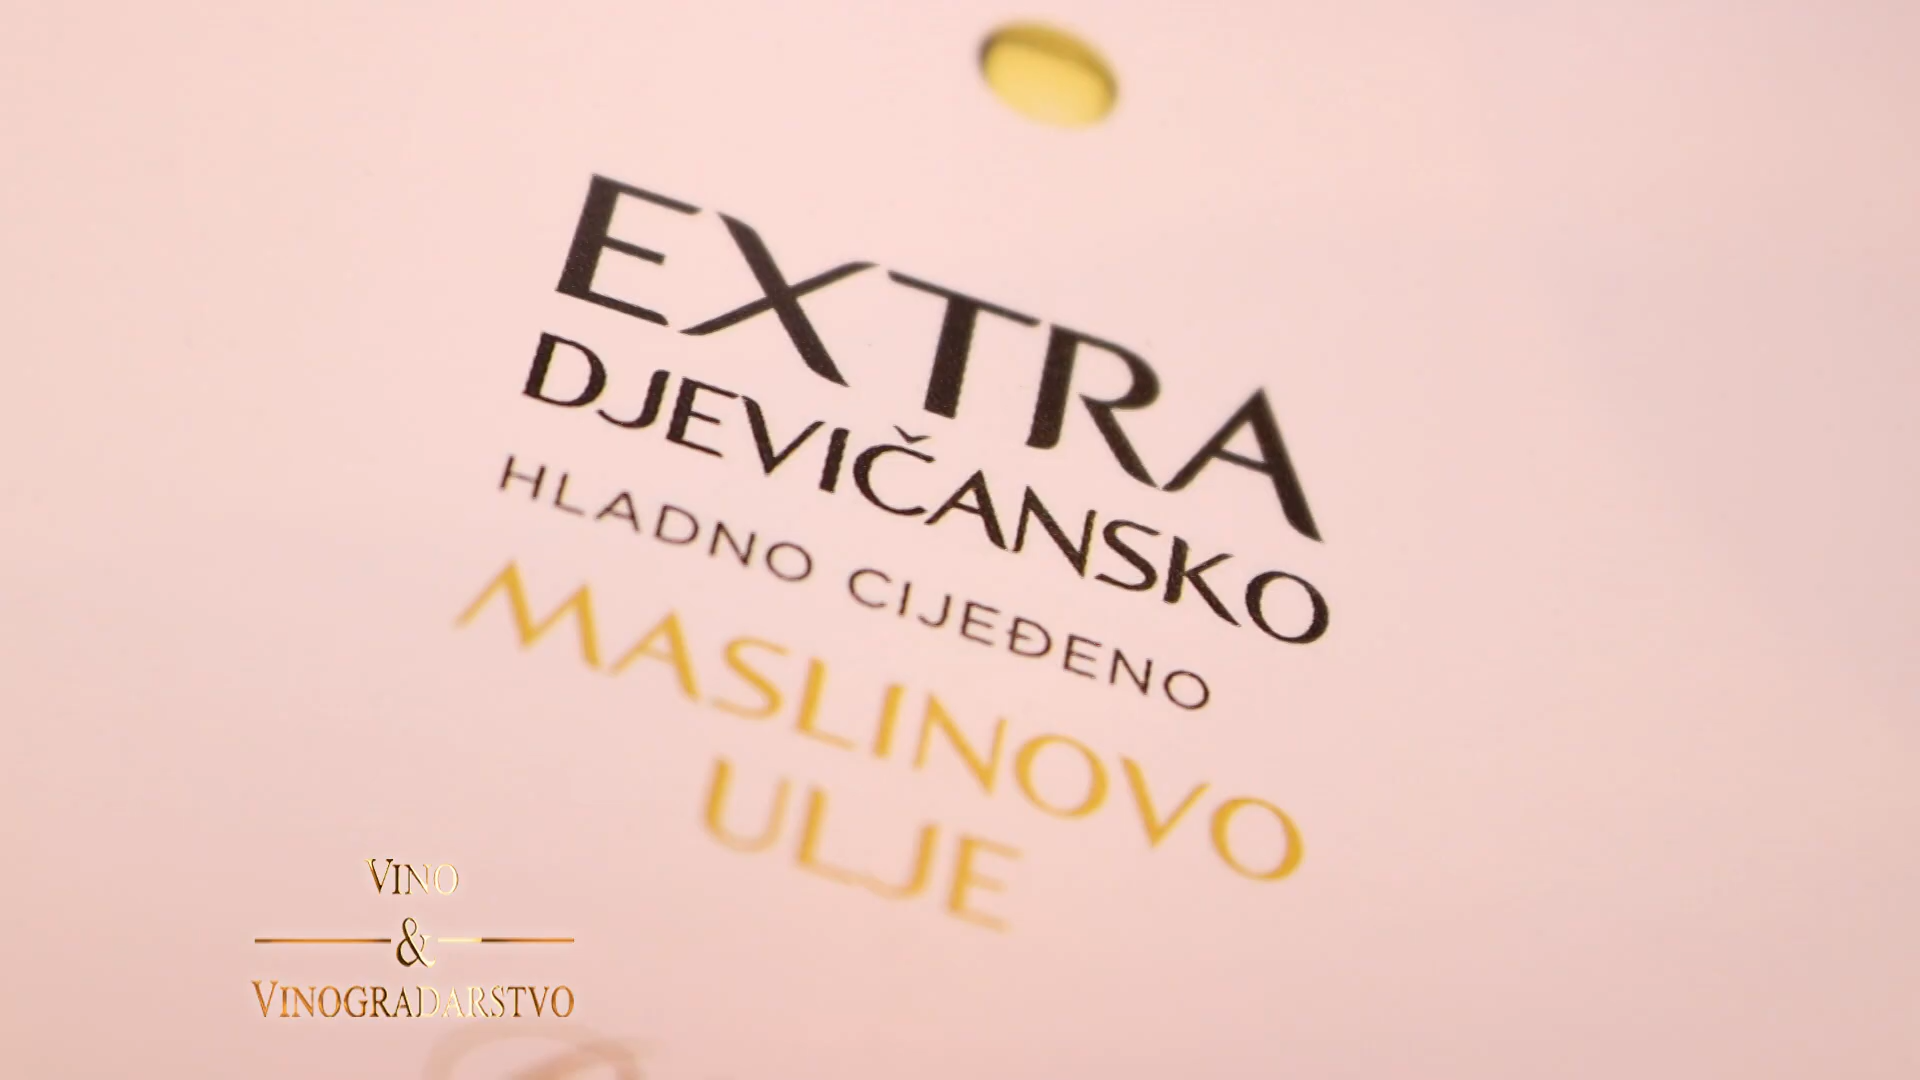 EXTRA
DJEVIČANSKO
HLADNO CIJEĐENO
MASLINOVO
ULJE
VINO
&
VINOGRADARSTVO